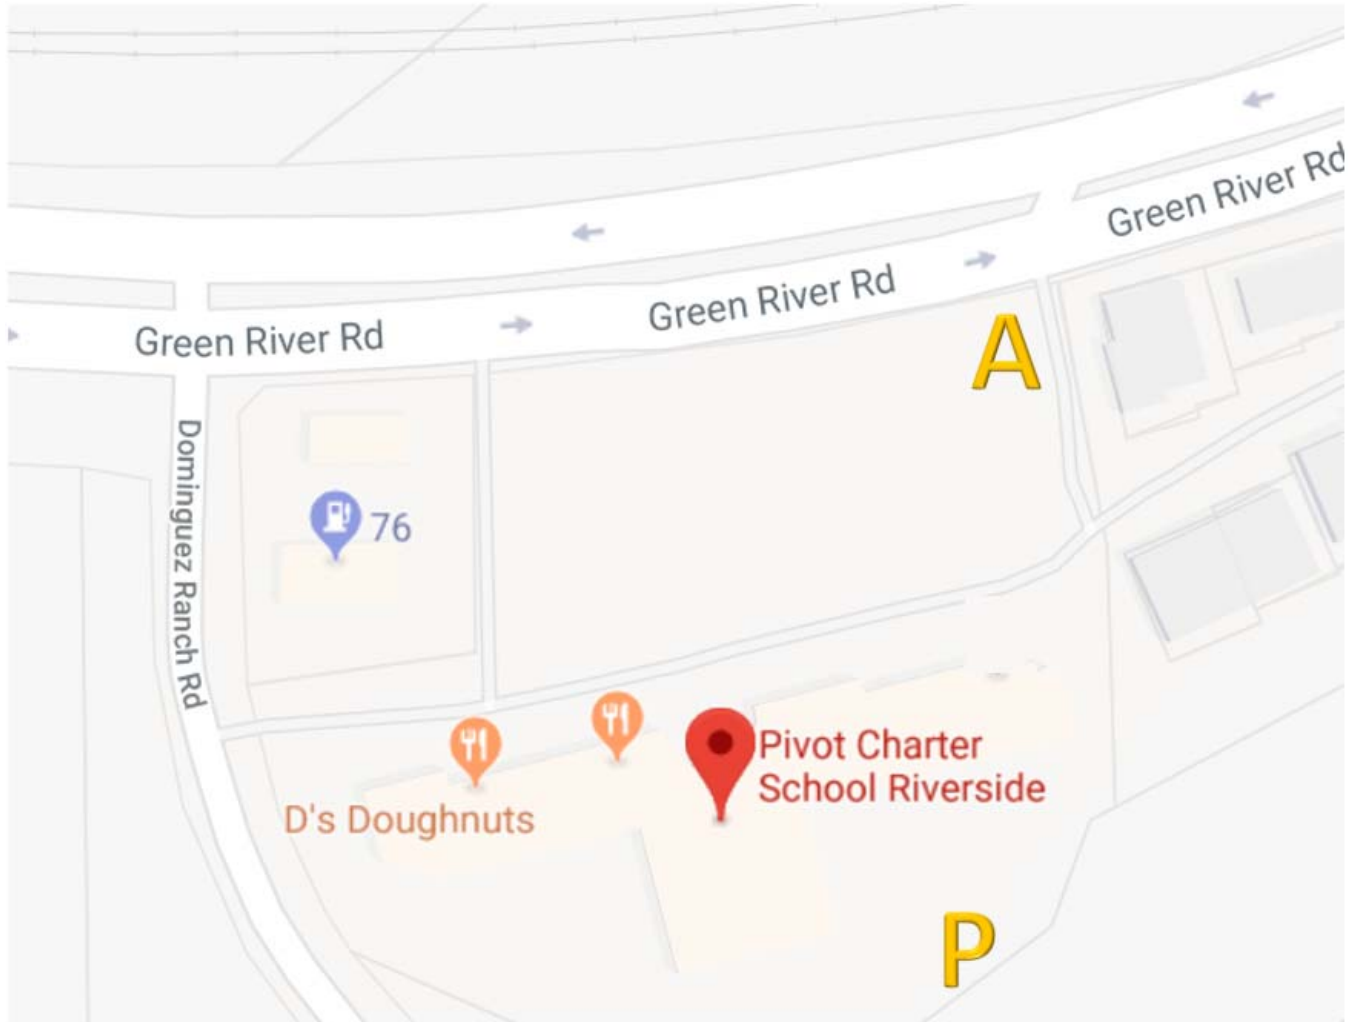 Green River Rd
Green River Rd
Green River Rd
A
Dominguez Ranch Rd
76
Pivot Charter
School Riverside
D's Doughnuts
P